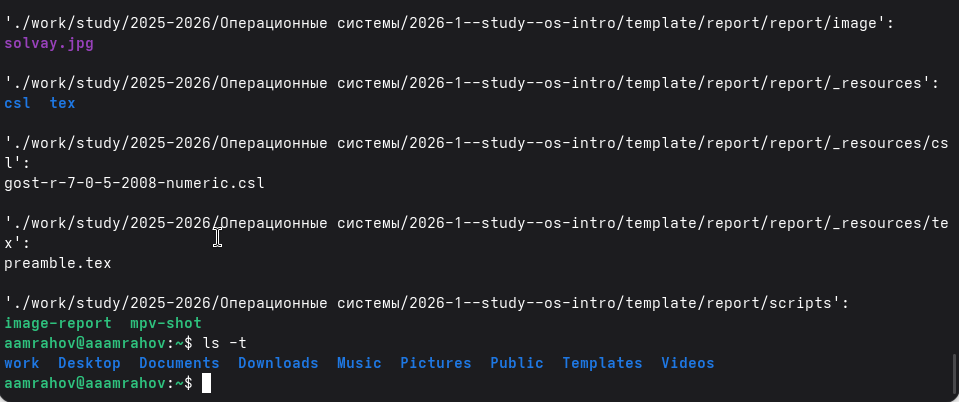 './work/study/2025-2026/Операционные системы/2026-1--study--os-intro/template/report/report/image':
solvay.jpg
'./work/study/2025-2026/Операционные системы/2026-1--study--os-intro/template/report/report/_resources':
csl  tex
'./work/study/2025-2026/Операционные системы/2026-1--study--os-intro/template/report/report/_resources/cs
l':
gost-r-7-0-5-2008-numeric.csl
'./work/study/2025-2026/Операционные системы/2026-1--study--os-intro/template/report/report/_resources/te
x':
preamble.tex
'./work/study/2025-2026/Операционные системы/2026-1--study--os-intro/template/report/scripts':
image-report  mpv-shot
aamrahov@aaamrahov:~$ ls -t
work  Desktop  Documents  Downloads  Music  Pictures  Public  Templates  Videos
aamrahov@aaamrahov:~$